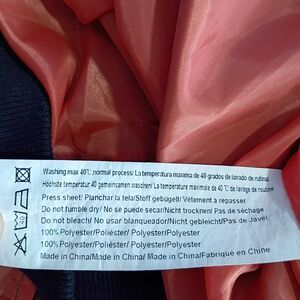 Washing max 40℃,normal process/ La temperatura maxima de 40 grados de lavado de rutina/
Höchste temperatur 40 gemeinsamen waschen/ La température maximale de 40 ℃ de lavage de routine
Press sheet/ Planchar la tela/Stoff gebügelt/ Vêtement à repasser
Do not tumble dry/ No se puede secar/Nicht trocknen/ Pas de séchage
Do not bleach/ No usar blanqueador/Nicht gebleicht/Pas de Javel
100% Polyester/Poliéster/ Polyester/Polyester
100% Polyester/Poliéster/ Polyester/Polyester
Made in China/ Made in China/Made in China/Fabriqué en Chine